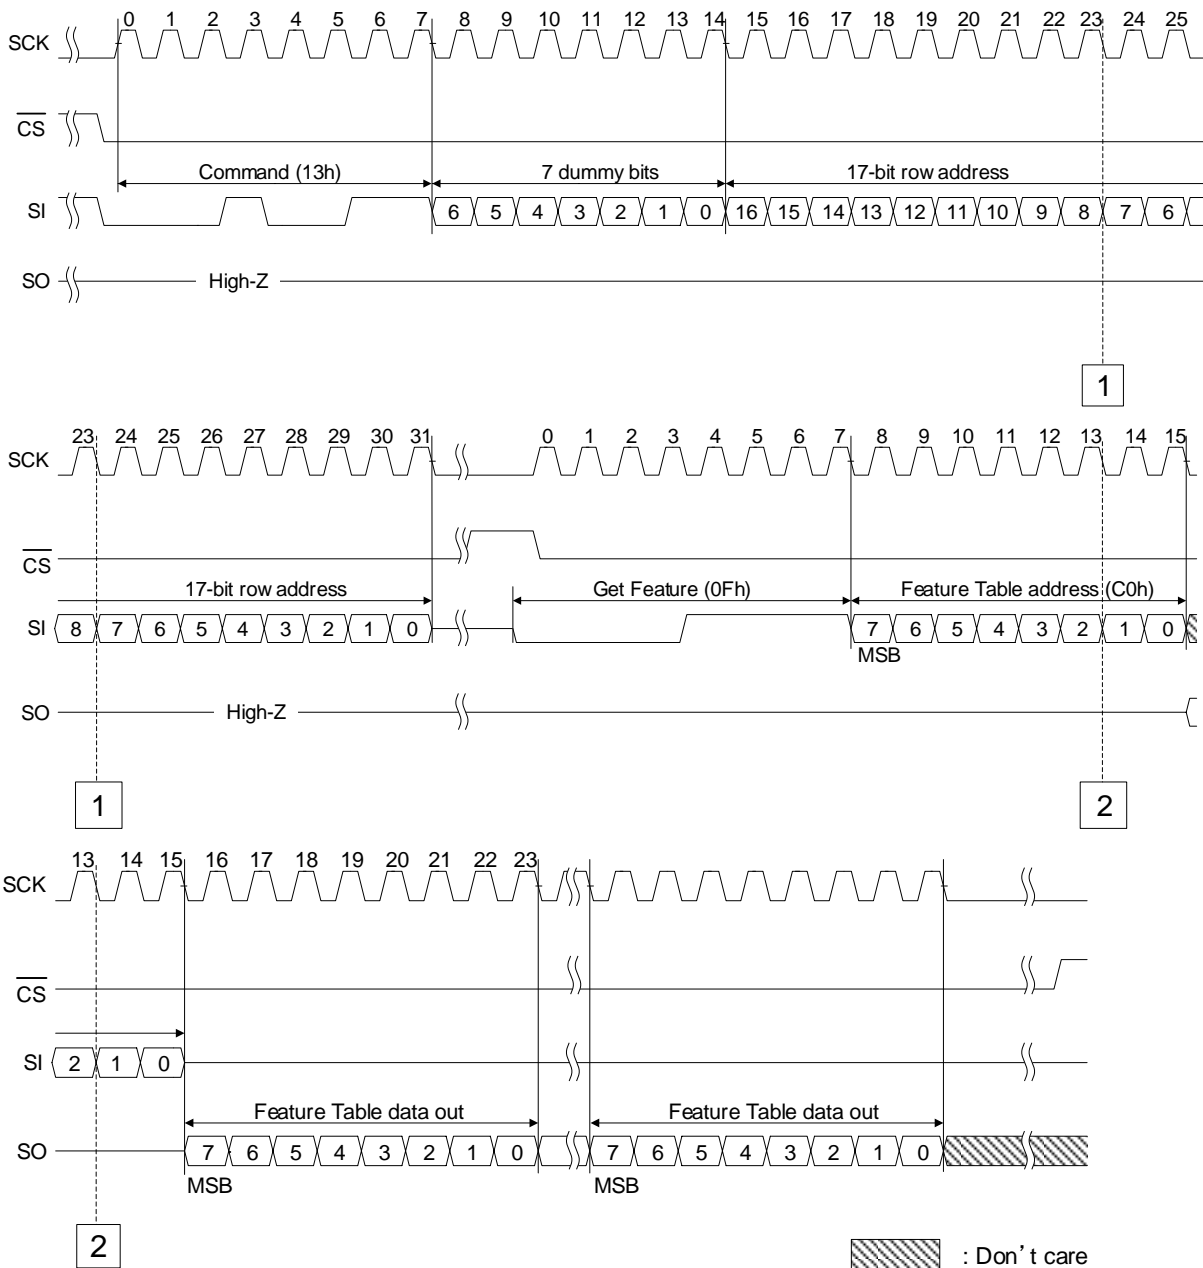 0 1 2 3 4 5 6 7 8 9 10 11 12 13 14 15 16 17 18 19 20 21 22 23 24 25
SCK
CS
Command (13h) 7 dummy bits 17-bit row address
SI 6 5 4 3 2 1 0 16 15 14 13 12 11 10 9 8 7 6
SO High-Z
1
23 24 25 26 27 28 29 30 31 0 1 2 3 4 5 6 7 8 9 10 11 12 13 14 15
SCK
CS
17-bit row address Get Feature (0Fh) Feature Table address (C0h)
SI 8 7 6 5 4 3 2 1 0 7 6 5 4 3 2 1 0
MSB
SO High-Z
1 2
13 14 15 16 17 18 19 20 21 22 23
SCK
CS
SI 2 1 0
Feature Table data out Feature Table data out
SO 7 6 5 4 3 2 1 0 7 6 5 4 3 2 1 0
MSB MSB
2
: Don't care